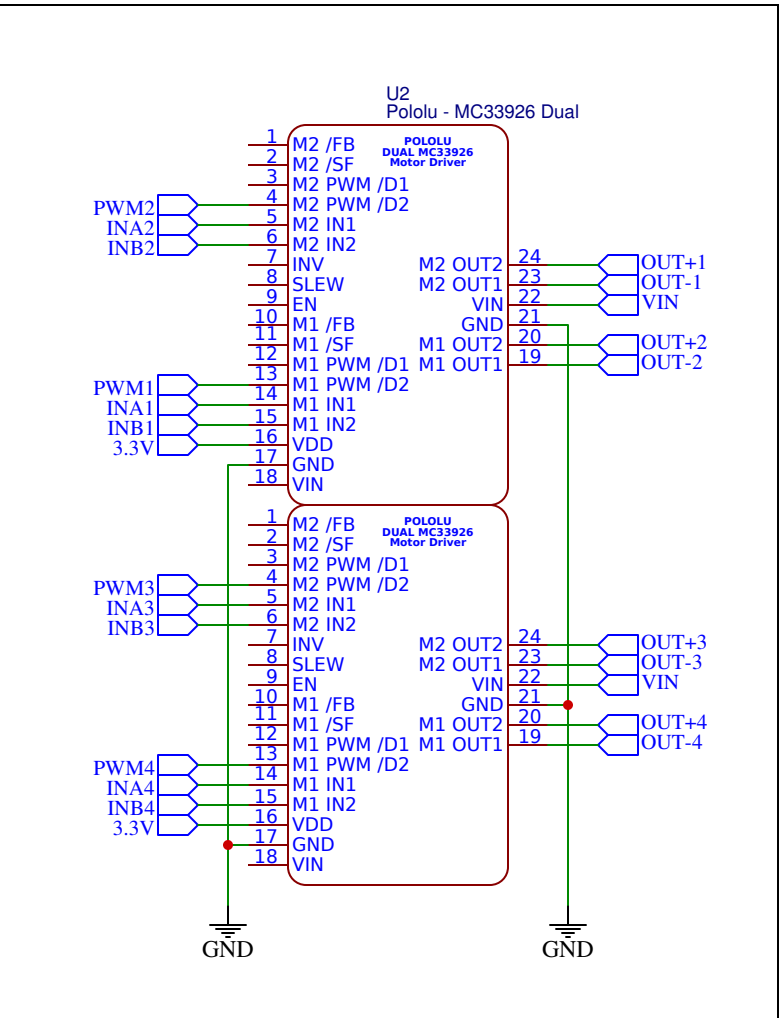 U2
Pololu - MC33926 Dual
POLOLU
DUAL MC33926
Motor Driver
1 M2 /FB
2 M2 /SF
3 M2 PWM /D1
PWM2 4 M2 PWM /D2
INA2 5 M2 IN1
INB2 6 M2 IN2
7 INV M2 OUT2 24 OUT+1
8 SLEW M2 OUT1 23 OUT-1
9 EN VIN 22 VIN
10 M1 /FB GND 21
11 M1 /SF M1 OUT2 20 OUT+2
12 M1 PWM /D1 M1 OUT1 19 OUT-2
PWM1 13 M1 PWM /D2
INA1 14 M1 IN1
INB1 15 M1 IN2
3.3V 16 VDD
17 GND
18 VIN
POLOLU
DUAL MC33926
Motor Driver
1 M2 /FB
2 M2 /SF
3 M2 PWM /D1
PWM3 4 M2 PWM /D2
INA3 5 M2 IN1
INB3 6 M2 IN2
7 INV M2 OUT2 24 OUT+3
8 SLEW M2 OUT1 23 OUT-3
9 EN VIN 22 VIN
10 M1 /FB GND 21
11 M1 /SF M1 OUT2 20 OUT+4
12 M1 PWM /D1 M1 OUT1 19 OUT-4
PWM4 13 M1 PWM /D2
INA4 14 M1 IN1
INB4 15 M1 IN2
3.3V 16 VDD
17 GND
18 VIN
GND GND